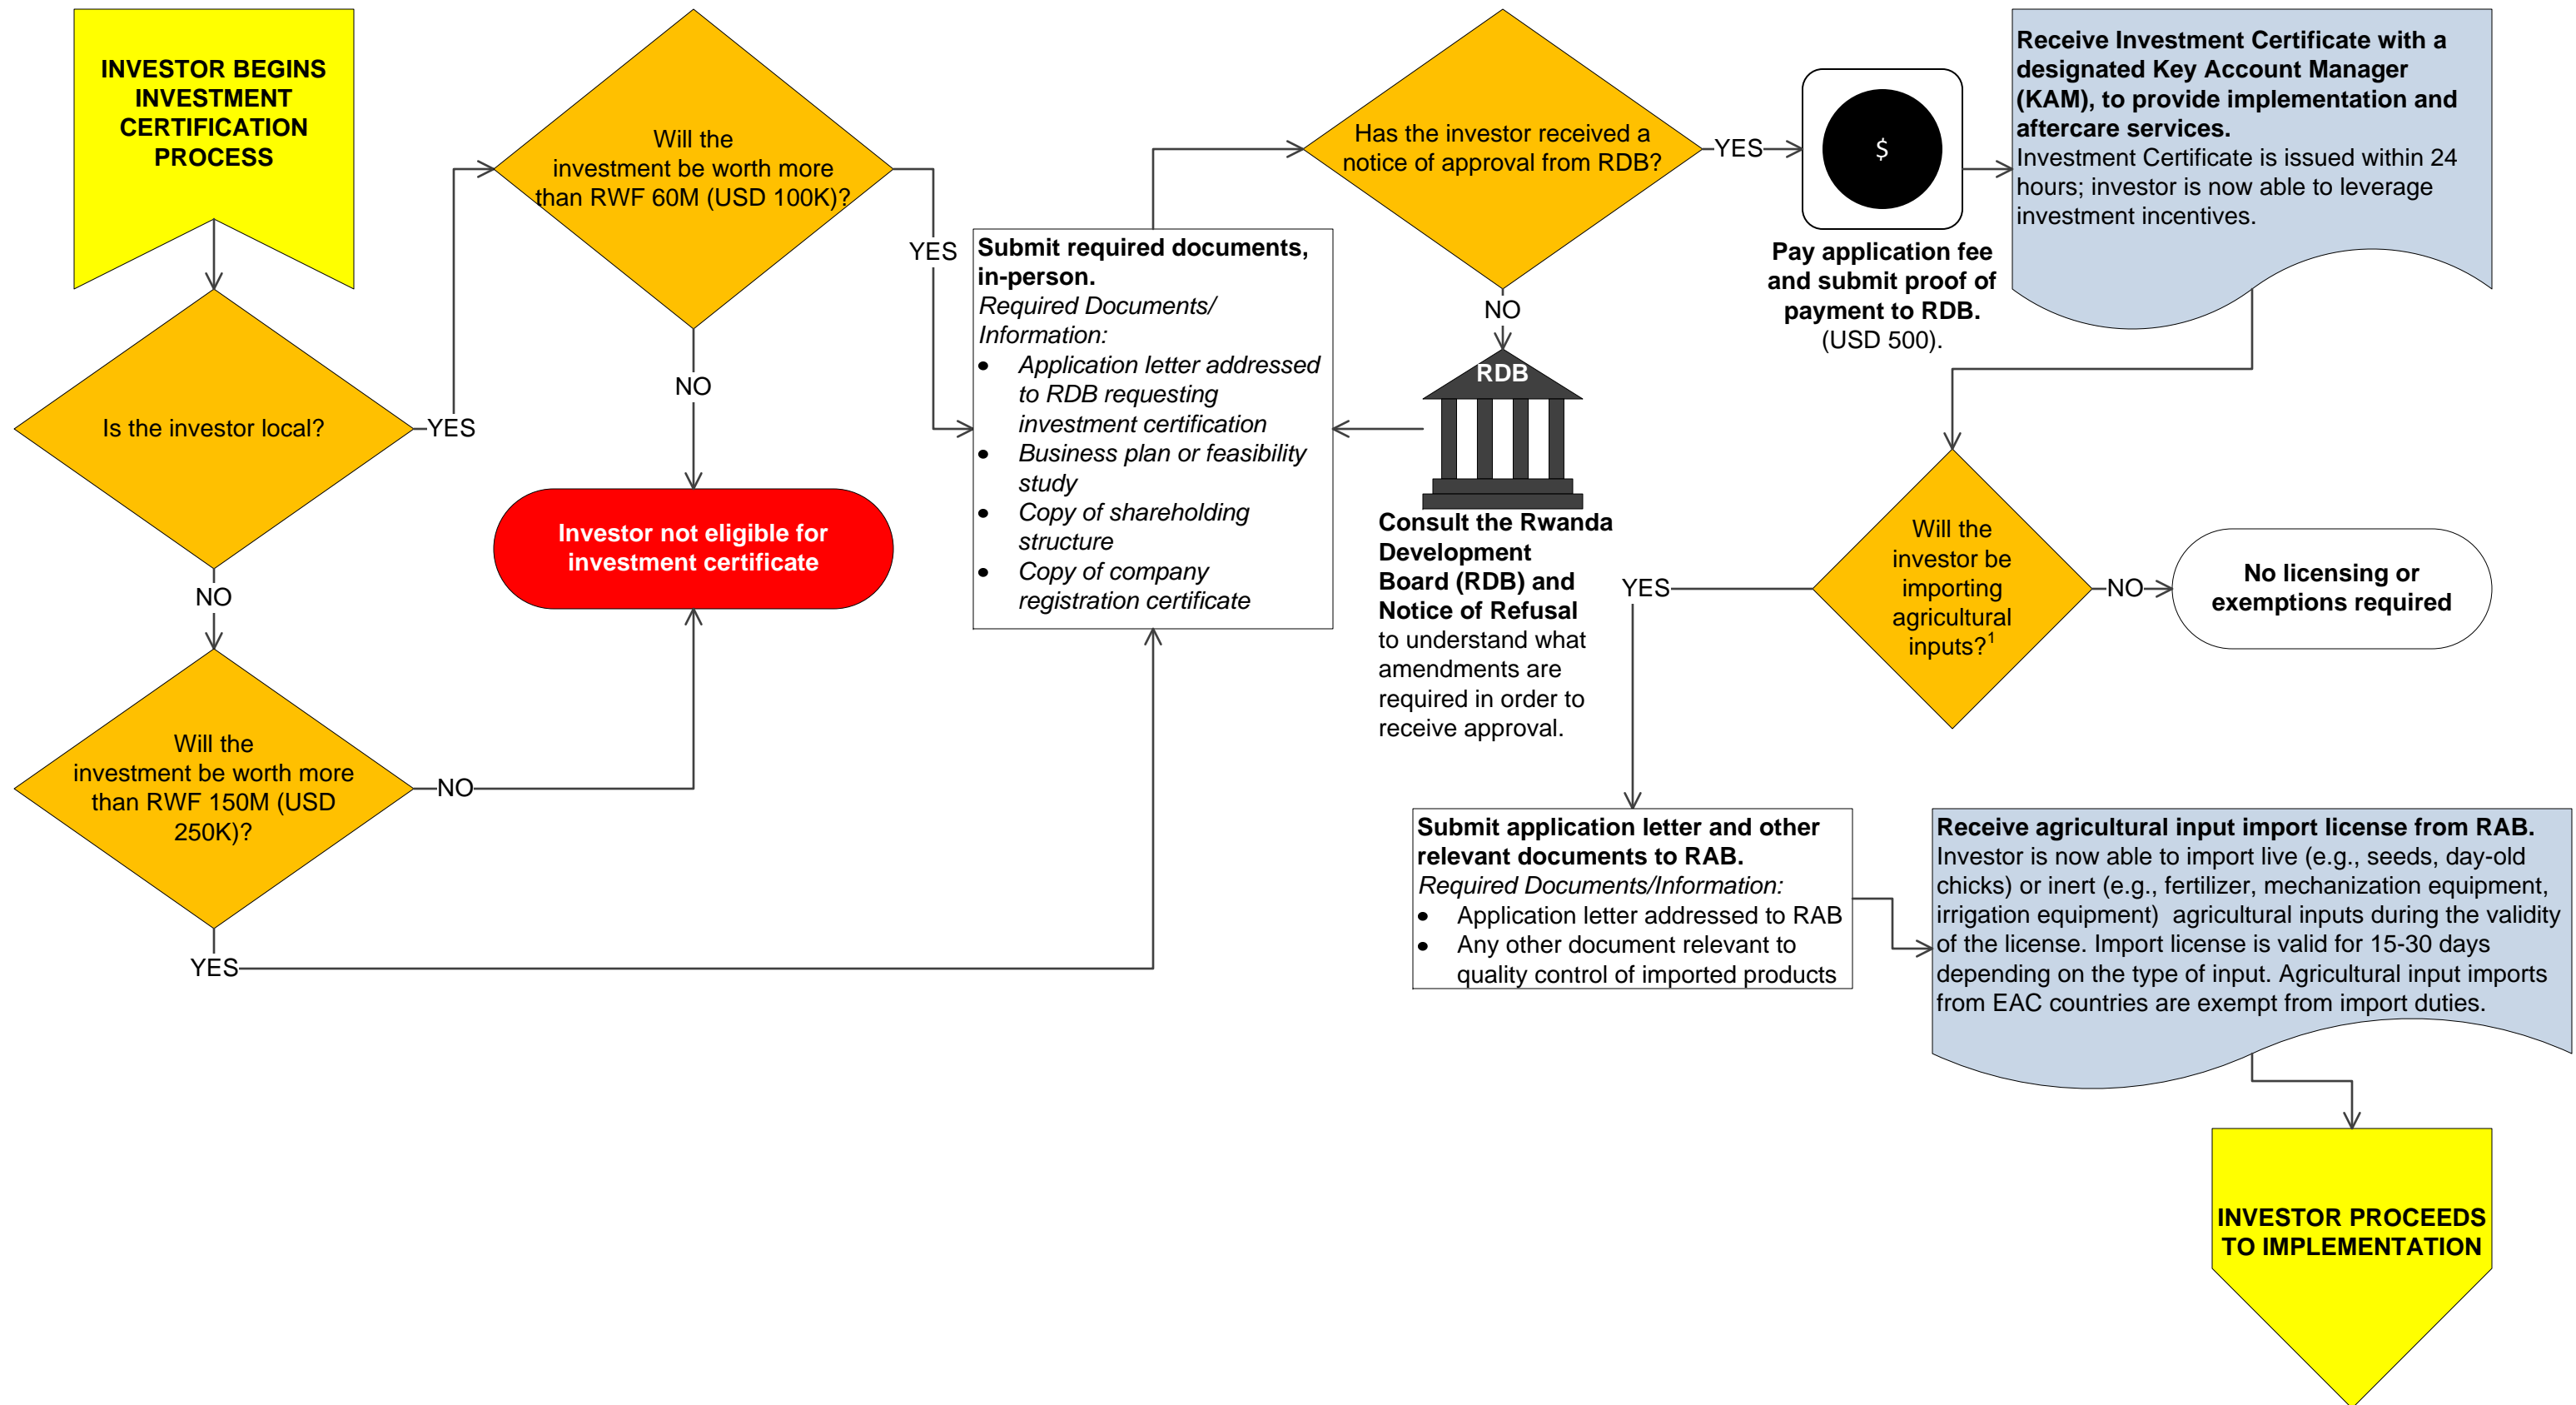 INVESTOR BEGINS
INVESTMENT
CERTIFICATION
PROCESS
Is the investor local?
YES
NO
Will the
investment be worth more
than RWF 150M (USD
250K)?
NO
YES
Will the
investment be worth more
than RWF 60M (USD 100K)?
YES
NO
Investor not eligible for
investment certificate
Submit required documents,
in-person.
Required Documents/
Information:
• Application letter addressed
to RDB requesting
investment certification
• Business plan or feasibility
study
• Copy of shareholding
structure
• Copy of company
registration certificate
Has the investor received a
notice of approval from RDB?
YES
NO
RDB
Consult the Rwanda
Development
Board (RDB) and
Notice of Refusal
to understand what
amendments are
required in order to
receive approval.
$
Pay application fee
and submit proof of
payment to RDB.
(USD 500).
Receive Investment Certificate with a
designated Key Account Manager
(KAM), to provide implementation and
aftercare services.
Investment Certificate is issued within 24
hours; investor is now able to leverage
investment incentives.
Will the
investor be
importing
agricultural
inputs?¹
NO
No licensing or
exemptions required
YES
Submit application letter and other
relevant documents to RAB.
Required Documents/Information:
• Application letter addressed to RAB
• Any other document relevant to
quality control of imported products
Receive agricultural input import license from RAB.
Investor is now able to import live (e.g., seeds, day-old
chicks) or inert (e.g., fertilizer, mechanization equipment,
irrigation equipment)  agricultural inputs during the validity
of the license. Import license is valid for 15-30 days
depending on the type of input. Agricultural input imports
from EAC countries are exempt from import duties.
INVESTOR PROCEEDS
TO IMPLEMENTATION